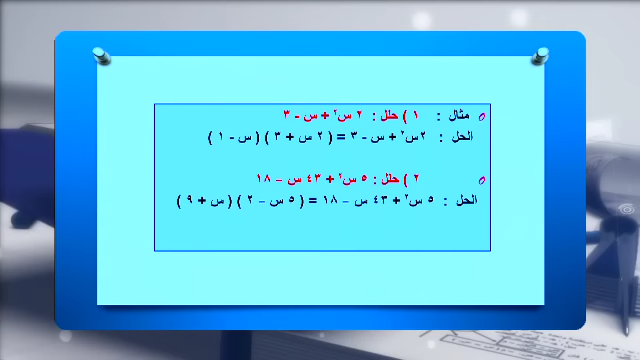 مثال : ١ ) حلل : ٢ س٢ + س - ٣
الحل : ٢س٢ + س - ٣ = ( ٢ س + ٣ ) ( س - ١ )
٢ ) حلل : ٥ س٢ + ٤٣ س – ١٨
الحل : ٥ س٢ + ٤٣ س – ١٨ = ( ٥ س – ٢ ) ( س + ٩ )